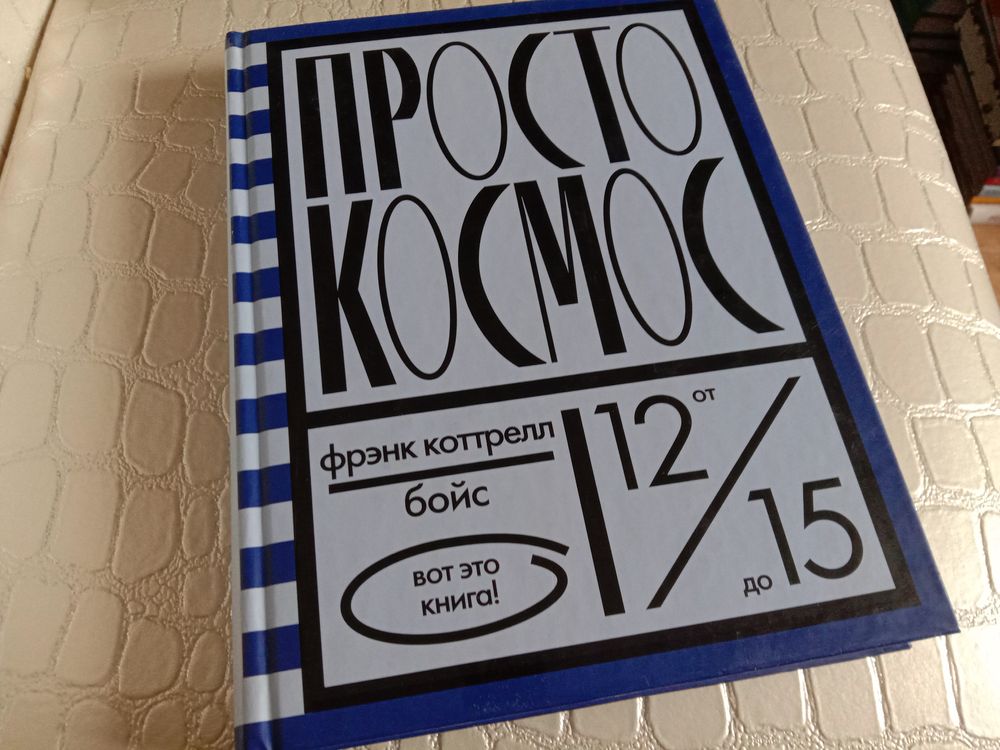 ПРОСТО
КОСМОС
фрэнк коттрелл
бойс
вот это
книга!
от
12
15
до